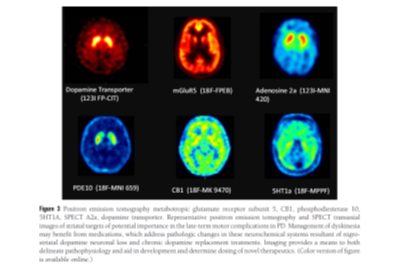 Dopamine Transporter
(123I FP-CIT)
mGluR5 (18F-FPEB)
Adenosine 2a (123I-MNI
420)
PDE10 (18F-MNI 659)
CB1 (18F-MK 9470)
5HT1a (18F-MPPF)
Figure 3 Positron emission tomography metabotropic glutamate receptor subunit 5, CB1, phosphodiesterase 10,
5HT1A, SPECT A2a, dopamine transporter. Representative positron emission tomography and SPECT transaxial
images of striatal targets of potential importance in the late-term motor complications in PD. Management of dyskinesia
may benefit from medications, which address pathologic changes in these neurochemical systems resultant of nigro-
striatal dopamine neuronal loss and chronic dopamine replacement treatments. Imaging provides a means to both
delineate pathophysiology and aid in development and determine dosing of novel therapeutics. (Color version of figure
is available online.)